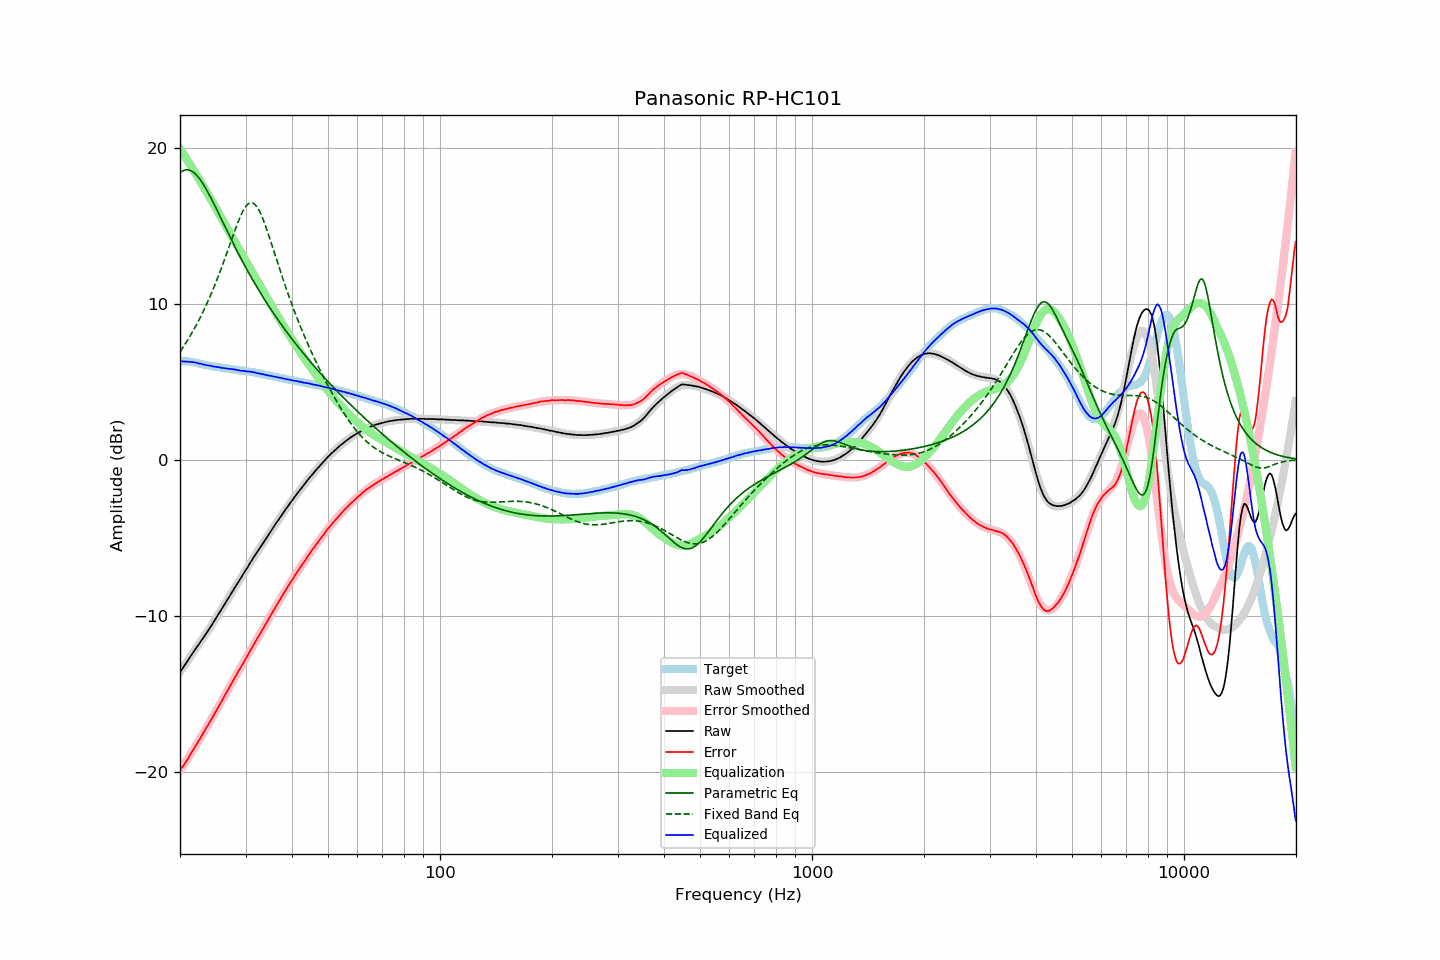 Panasonic RP-HC101
Amplitude (dBr)
20
10
0
−10
−20
100
1000
10000
Frequency (Hz)
Target
Raw Smoothed
Error Smoothed
Raw
Error
Equalization
Parametric Eq
Fixed Band Eq
Equalized